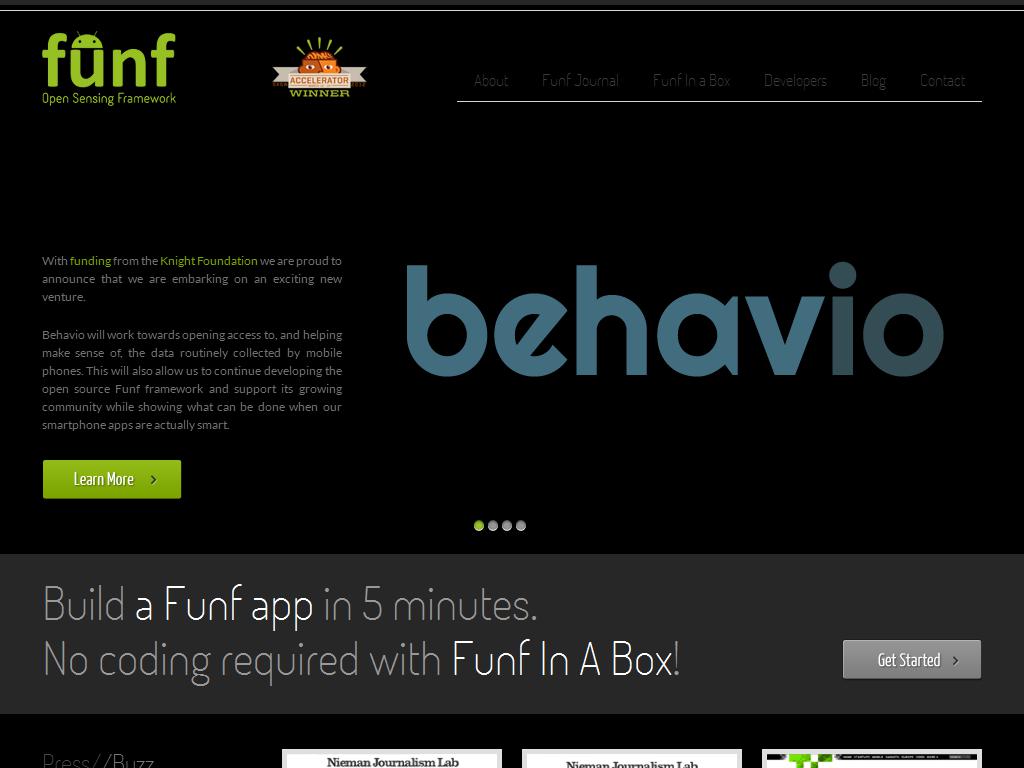 funf
Open Sensing Framework
ACCELERATOR
WINNER
About Funf Journal Funf In a Box Developers Blog Contact
With funding from the Knight Foundation we are proud to
announce that we are embarking on an exciting new
venture.
behavio
Behavio will work towards opening access to, and helping
make sense of, the data routinely collected by mobile
phones. This will also allow us to continue developing the
open source Funf framework and support its growing
community while showing what can be done when our
smartphone apps are actually smart.
Learn More
Build a Funf app in 5 minutes.
No coding required with Funf In A Box!
Get Started
Press//Buzz
Nieman Journalism Lab
Nieman Journalism Lab